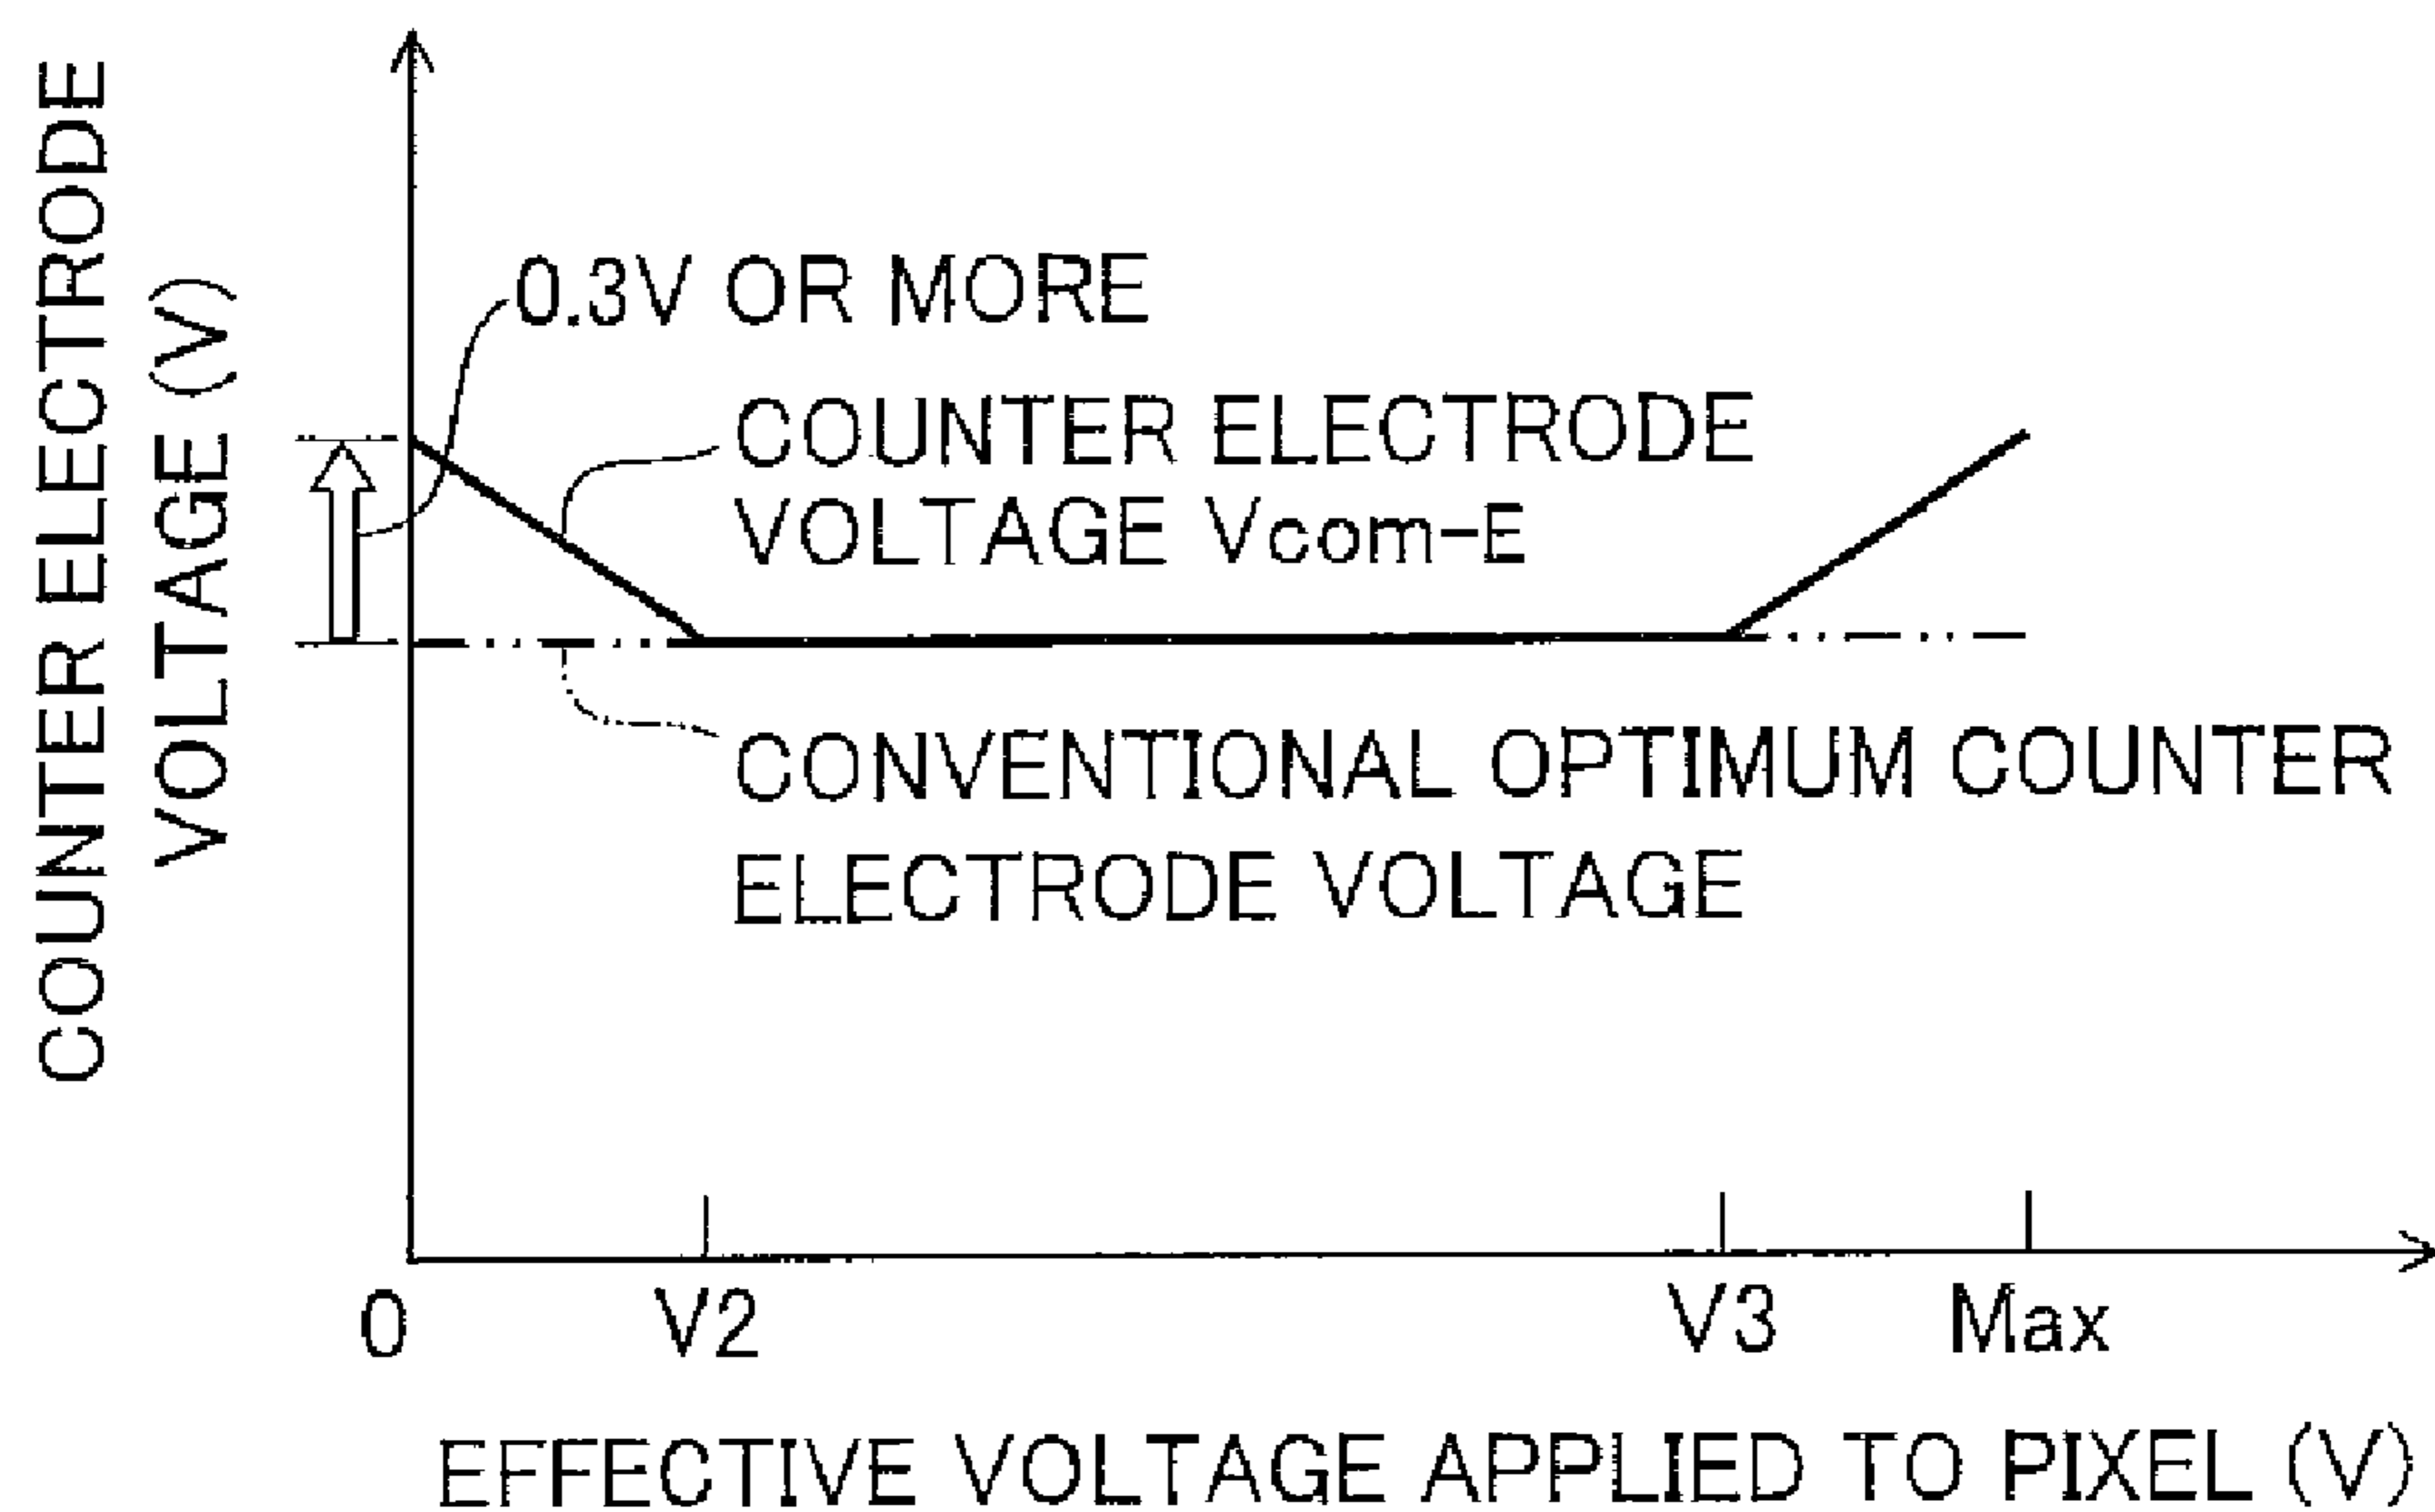 COUNTER ELECTRODE
VOLTAGE (V)
0.3V OR MORE
COUNTER ELECTRODE
VOLTAGE Vcom-E
CONVENTIONAL OPTIMUM COUNTER
ELECTRODE VOLTAGE
0 V2 V3 Max
EFFECTIVE VOLTAGE APPLIED TO PIXEL (V)